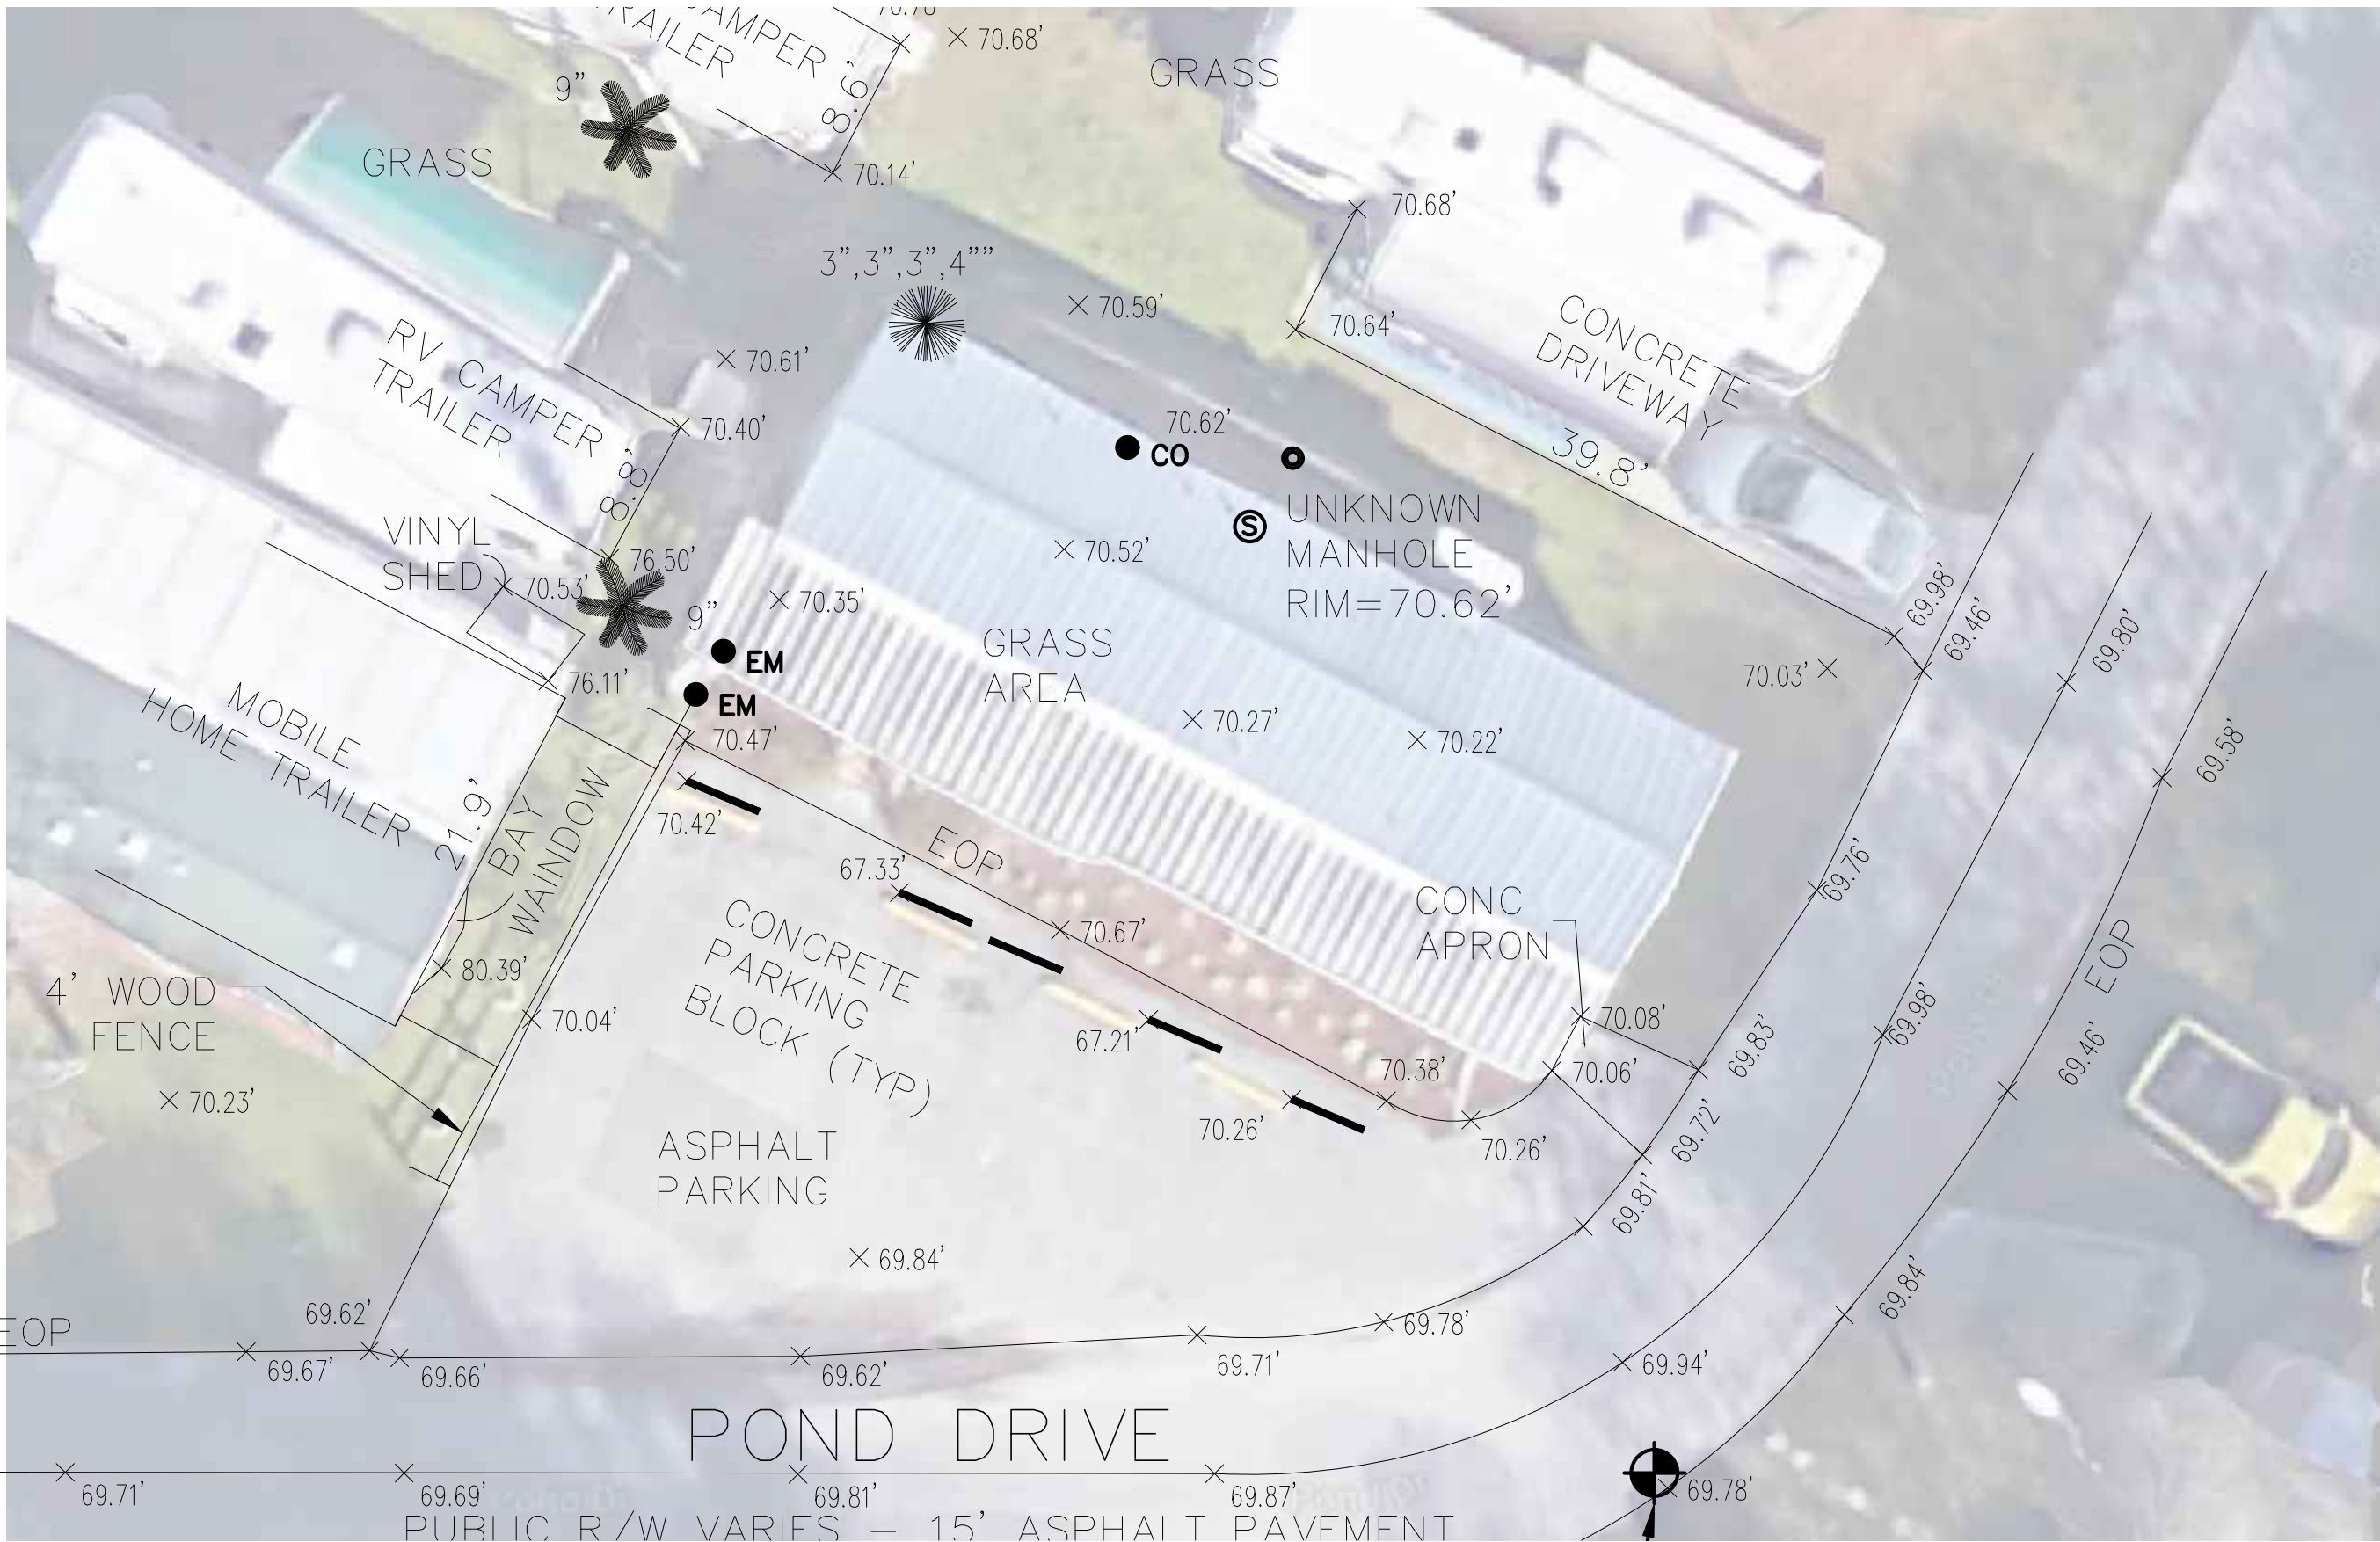 70.70'
CAMPER
TRAILER
8.6'
70.68'
GRASS
9”
GRASS
70.14'
70.68'
3”,3”,3”,4””
70.59'
70.64'
CONCRETE
DRIVEWAY
RV CAMPER
TRAILER
70.61'
70.40'
70.62'
CO
39.8'
8.8'
VINYL
SHED
76.50'
70.53'
S
UNKNOWN
MANHOLE
RIM=70.62'
70.52'
70.35'
9”
GRASS
AREA
69.98'
69.46'
69.80'
70.03'
EM
EM
76.11'
MOBILE
HOME TRAILER
70.47'
70.27'
70.22'
69.58'
21.9'
BAY
WAINDOW
70.42'
EOP
67.33'
69.76'
CONC
APRON
CONCRETE
PARKING
BLOCK (TYP)
70.67'
80.39'
4' WOOD
FENCE
70.04'
67.21'
70.08'
70.06'
69.83'
69.98'
EOP
69.46'
70.23'
70.38'
70.26'
70.26'
69.72'
ASPHALT
PARKING
69.81'
69.84'
69.84'
EOP
69.62'
69.67'
69.66'
69.62'
69.71'
69.78'
69.94'
POND DRIVE
69.71'
69.69'
69.81'
69.87'
69.78'
PUBLIC R/W VARIES – 15' ASPHALT PAVEMENT